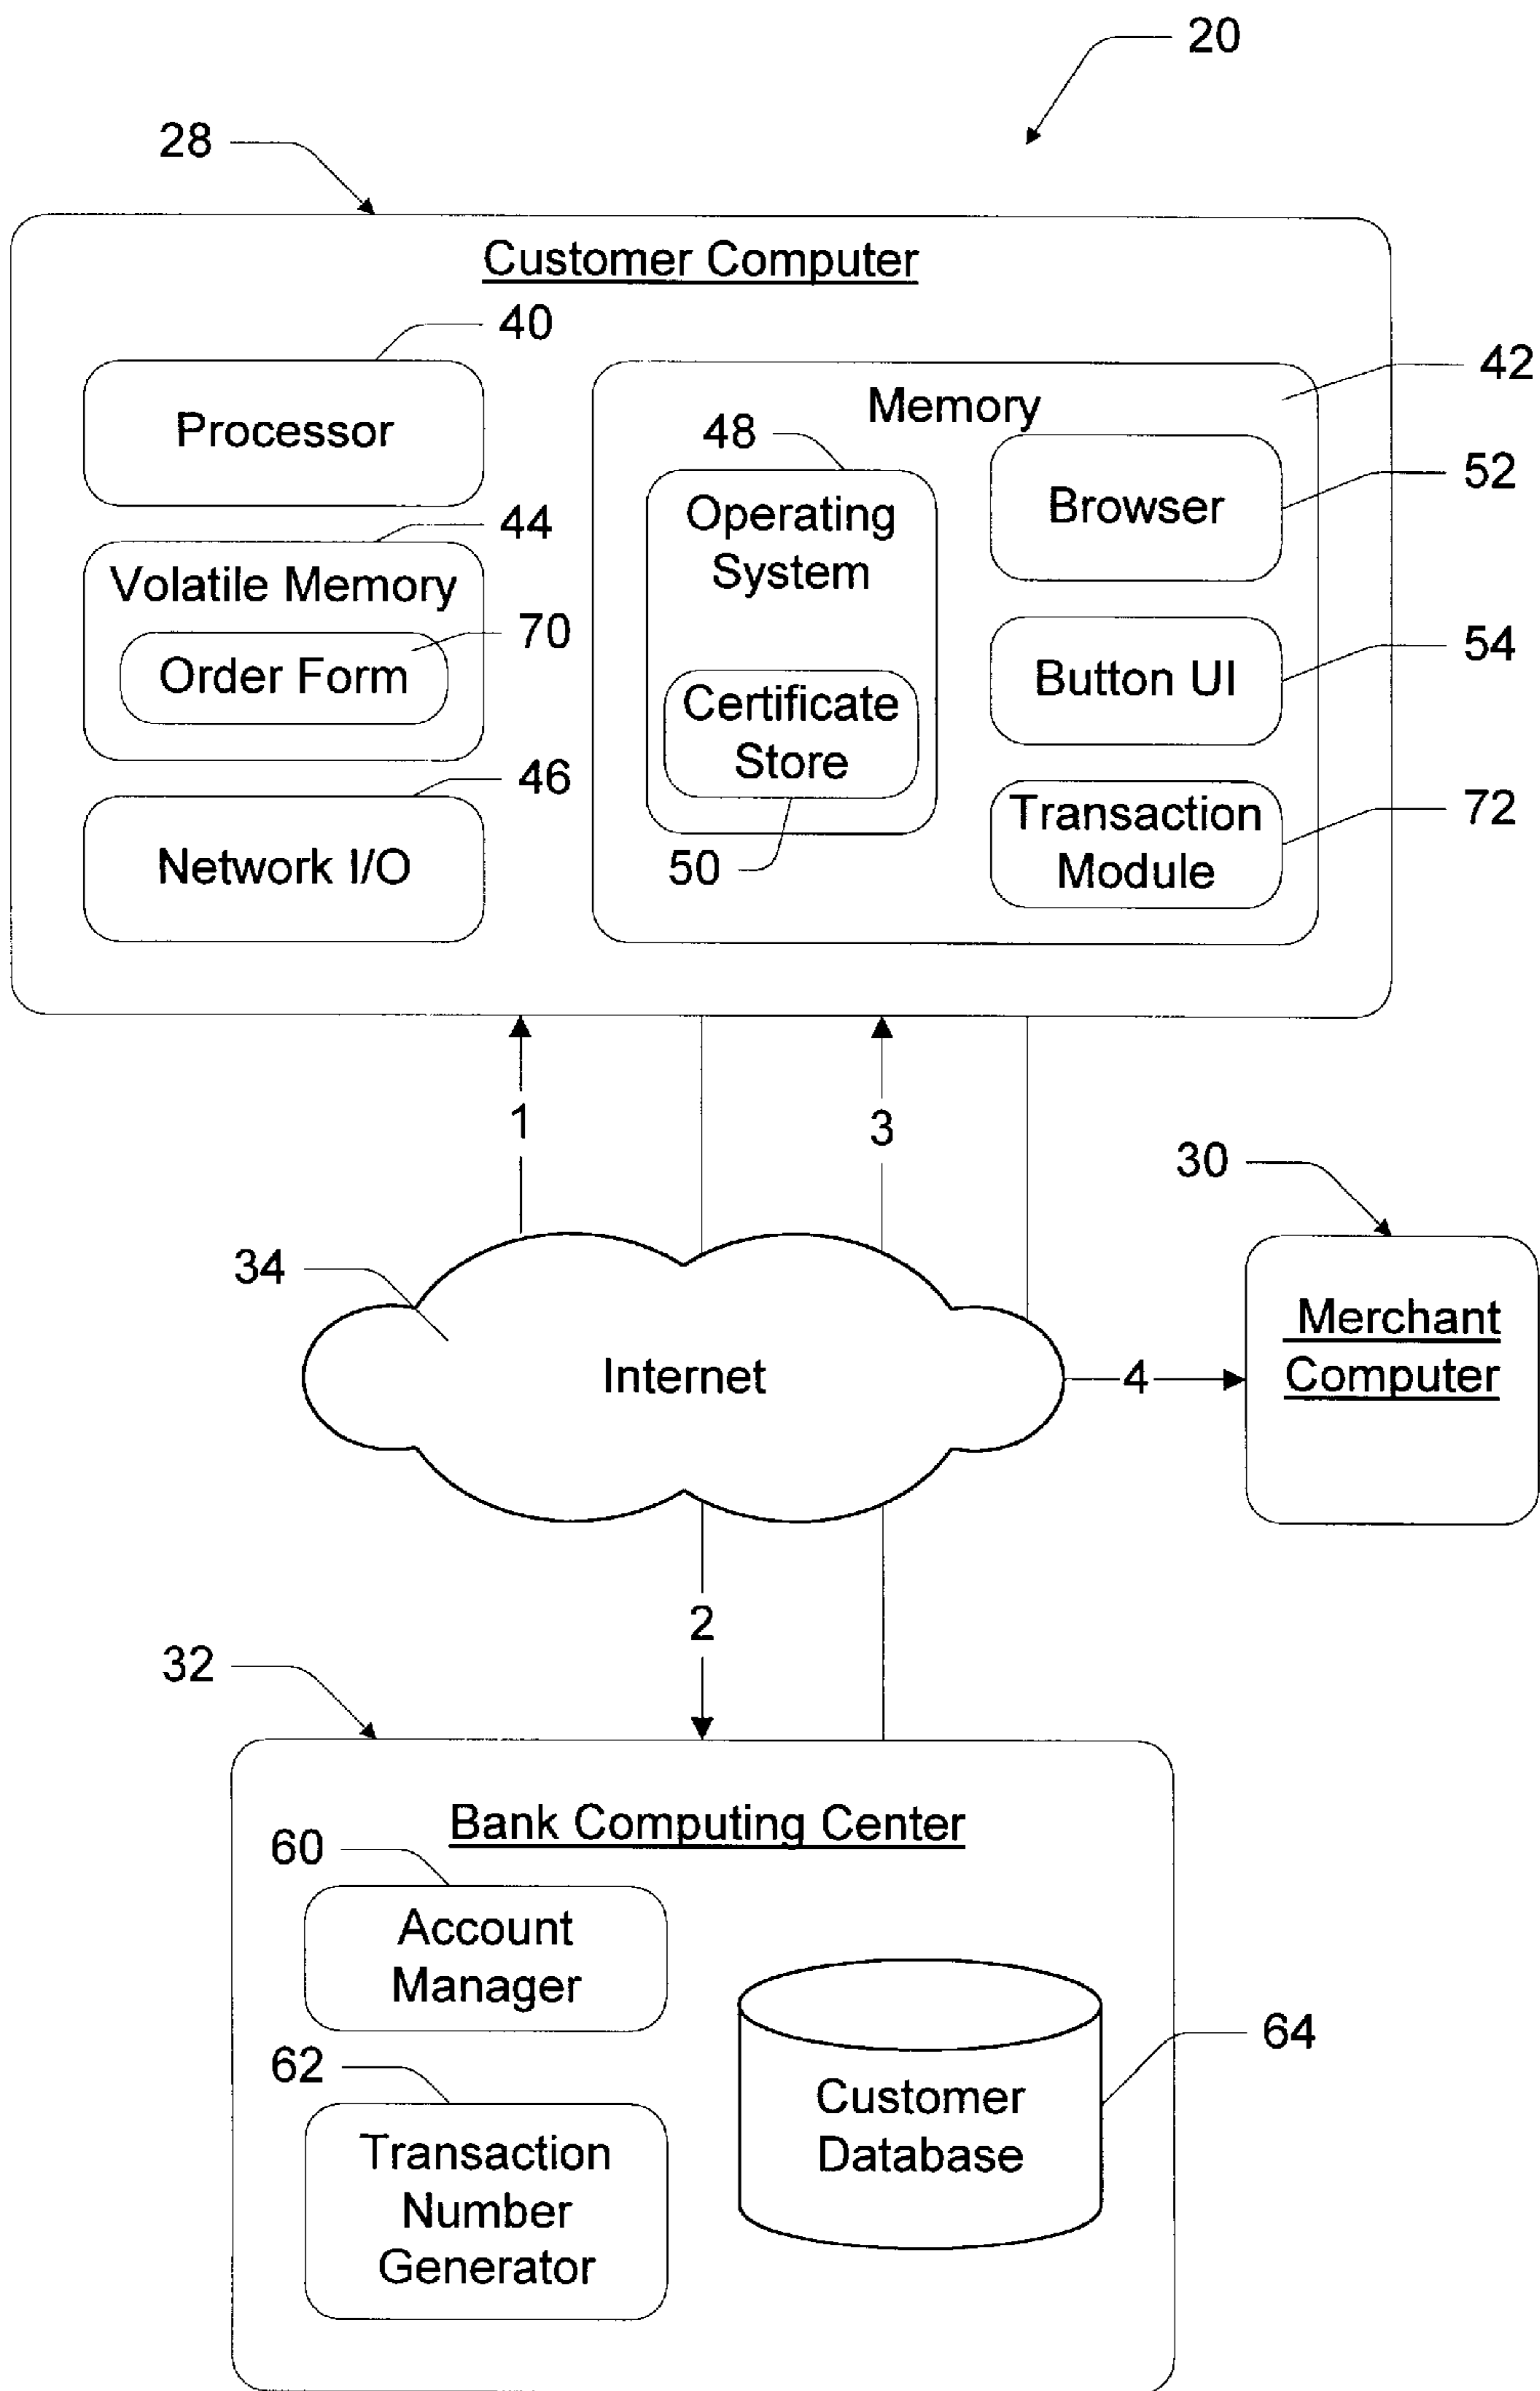 20
28
Customer Computer
40
Processor
44
Volatile Memory
70
Order Form
46
Network I/O
42
Memory
48
Operating
System
Certificate
Store
50
52
Browser
54
Button UI
72
Transaction
Module
1
3
30
34
Internet
4
Merchant
Computer
2
32
Bank Computing Center
60
Account
Manager
62
Transaction
Number
Generator
64
Customer
Database